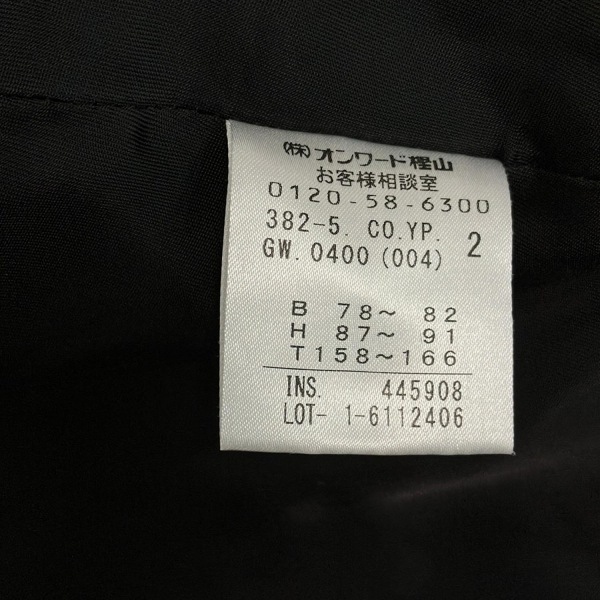 ㈱オンワード樫山
お客様相談室
0120-58-6300
382-5. CO.YP. 2
GW. 0400 (004)
B 78～ 82
H 87～ 91
T 158～166
INS. 445908
LOT- 1-6112406